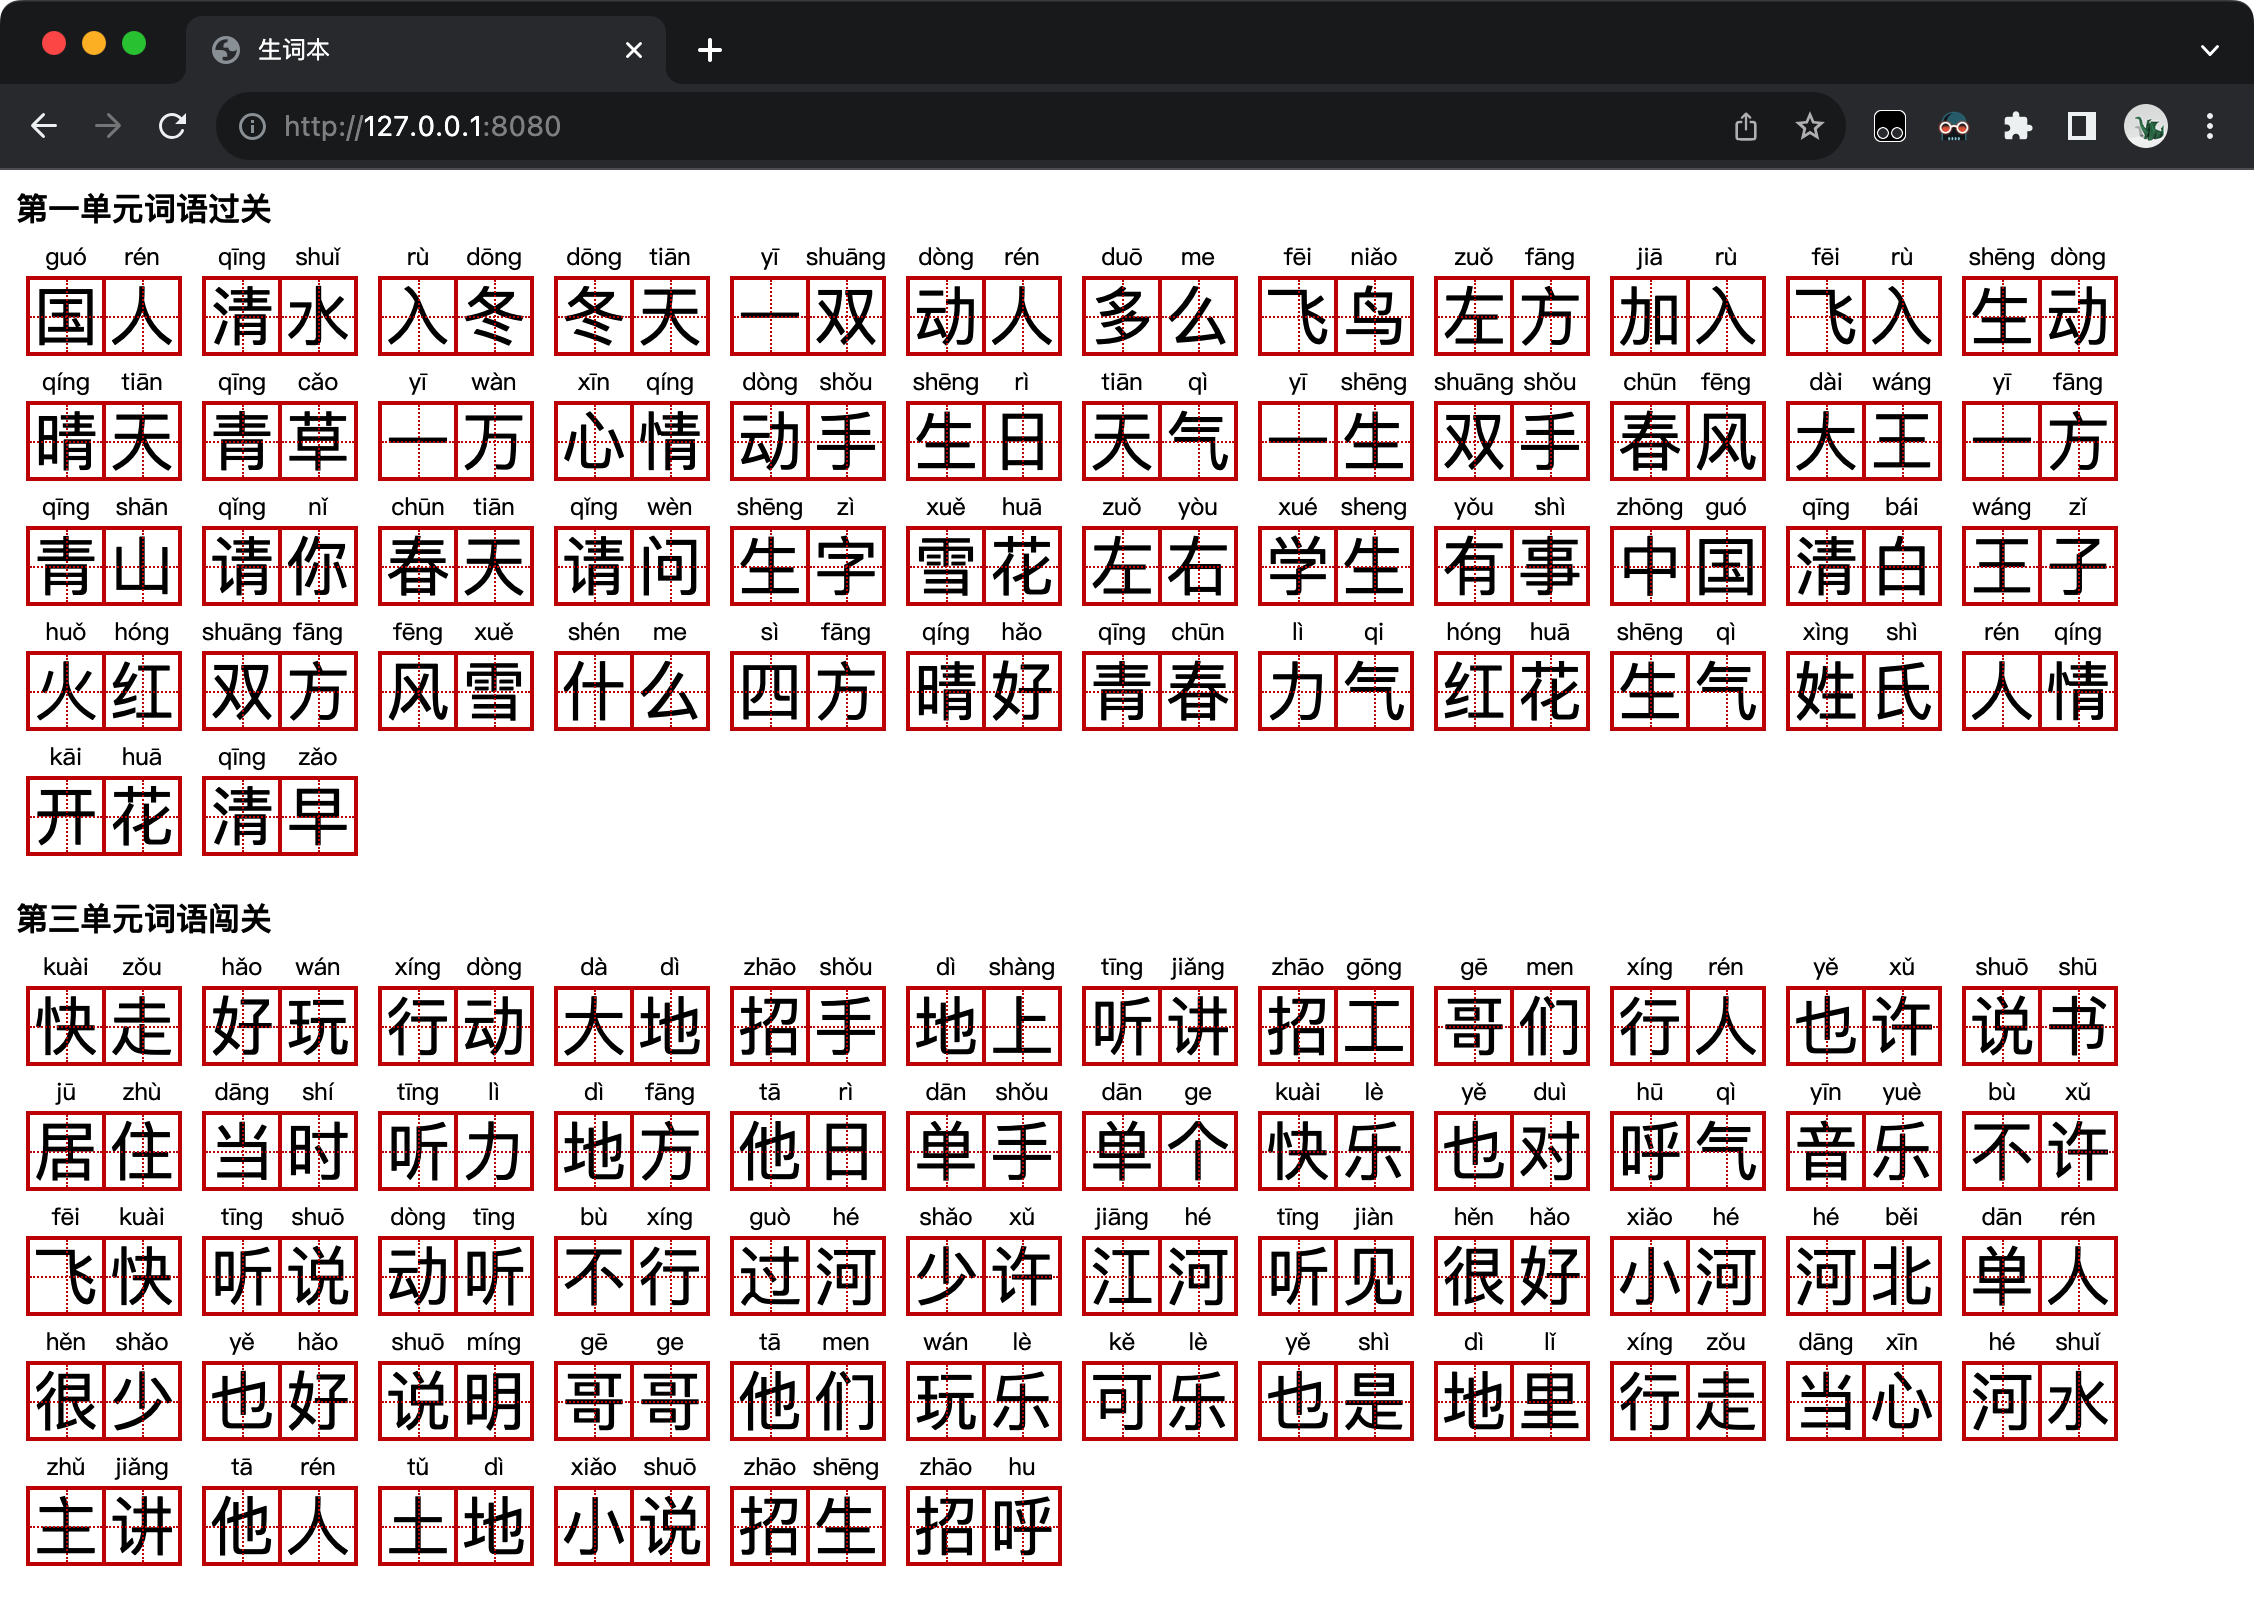 生词本
http://127.0.0.1:8080
第一单元词语过关
guó rén qīng shuǐ rù dōng dōng tiān yī shuāng dòng rén duō me fēi niǎo zuǒ fāng jiā rù fēi rù shēng dòng
国人 清水 入冬 冬天 一双 动人 多么 飞鸟 左方 加入 飞入 生动
qíng tiān qīng cǎo yī wàn xīn qíng dòng shǒu shēng rì tiān qì yī shēng shuāng shǒu chūn fēng dài wáng yī fāng
晴天 青草 一万 心情 动手 生日 天气 一生 双手 春风 大王 一方
qīng shān qǐng nǐ chūn tiān qǐng wèn shēng zì xuě huā zuǒ yòu xué sheng yǒu shì zhōng guó qīng bái wáng zǐ
青山 请你 春天 请问 生字 雪花 左右 学生 有事 中国 清白 王子
huǒ hóng shuāng fāng fēng xuě shén me sì fāng qíng hǎo qīng chūn lì qi hóng huā shēng qì xìng shì rén qíng
火红 双方 风雪 什么 四方 晴好 青春 力气 红花 生气 姓氏 人情
kāi huā qīng zǎo
开花 清早
第三单元词语闯关
kuài zǒu hǎo wán xíng dòng dà dì zhāo shǒu dì shàng tīng jiǎng zhāo gōng gē men xíng rén yě xǔ shuō shū
快走 好玩 行动 大地 招手 地上 听讲 招工 哥们 行人 也许 说书
jū zhù dāng shí tīng lì dì fāng tā rì dān shǒu dān ge kuài lè yě duì hū qì yīn yuè bù xǔ
居住 当时 听力 地方 他日 单手 单个 快乐 也对 呼气 音乐 不许
fēi kuài tīng shuō dòng tīng bù xíng guò hé shǎo xǔ jiāng hé tīng jiàn hěn hǎo xiǎo hé hé běi dān rén
飞快 听说 动听 不行 过河 少许 江河 听见 很好 小河 河北 单人
hěn shǎo yě hǎo shuō míng gē ge tā men wán lè kě lè yě shì dì lǐ xíng zǒu dāng xīn hé shuǐ
很少 也好 说明 哥哥 他们 玩乐 可乐 也是 地里 行走 当心 河水
zhǔ jiǎng tā rén tǔ dì xiǎo shuō zhāo shēng zhāo hu
主讲 他人 土地 小说 招生 招呼